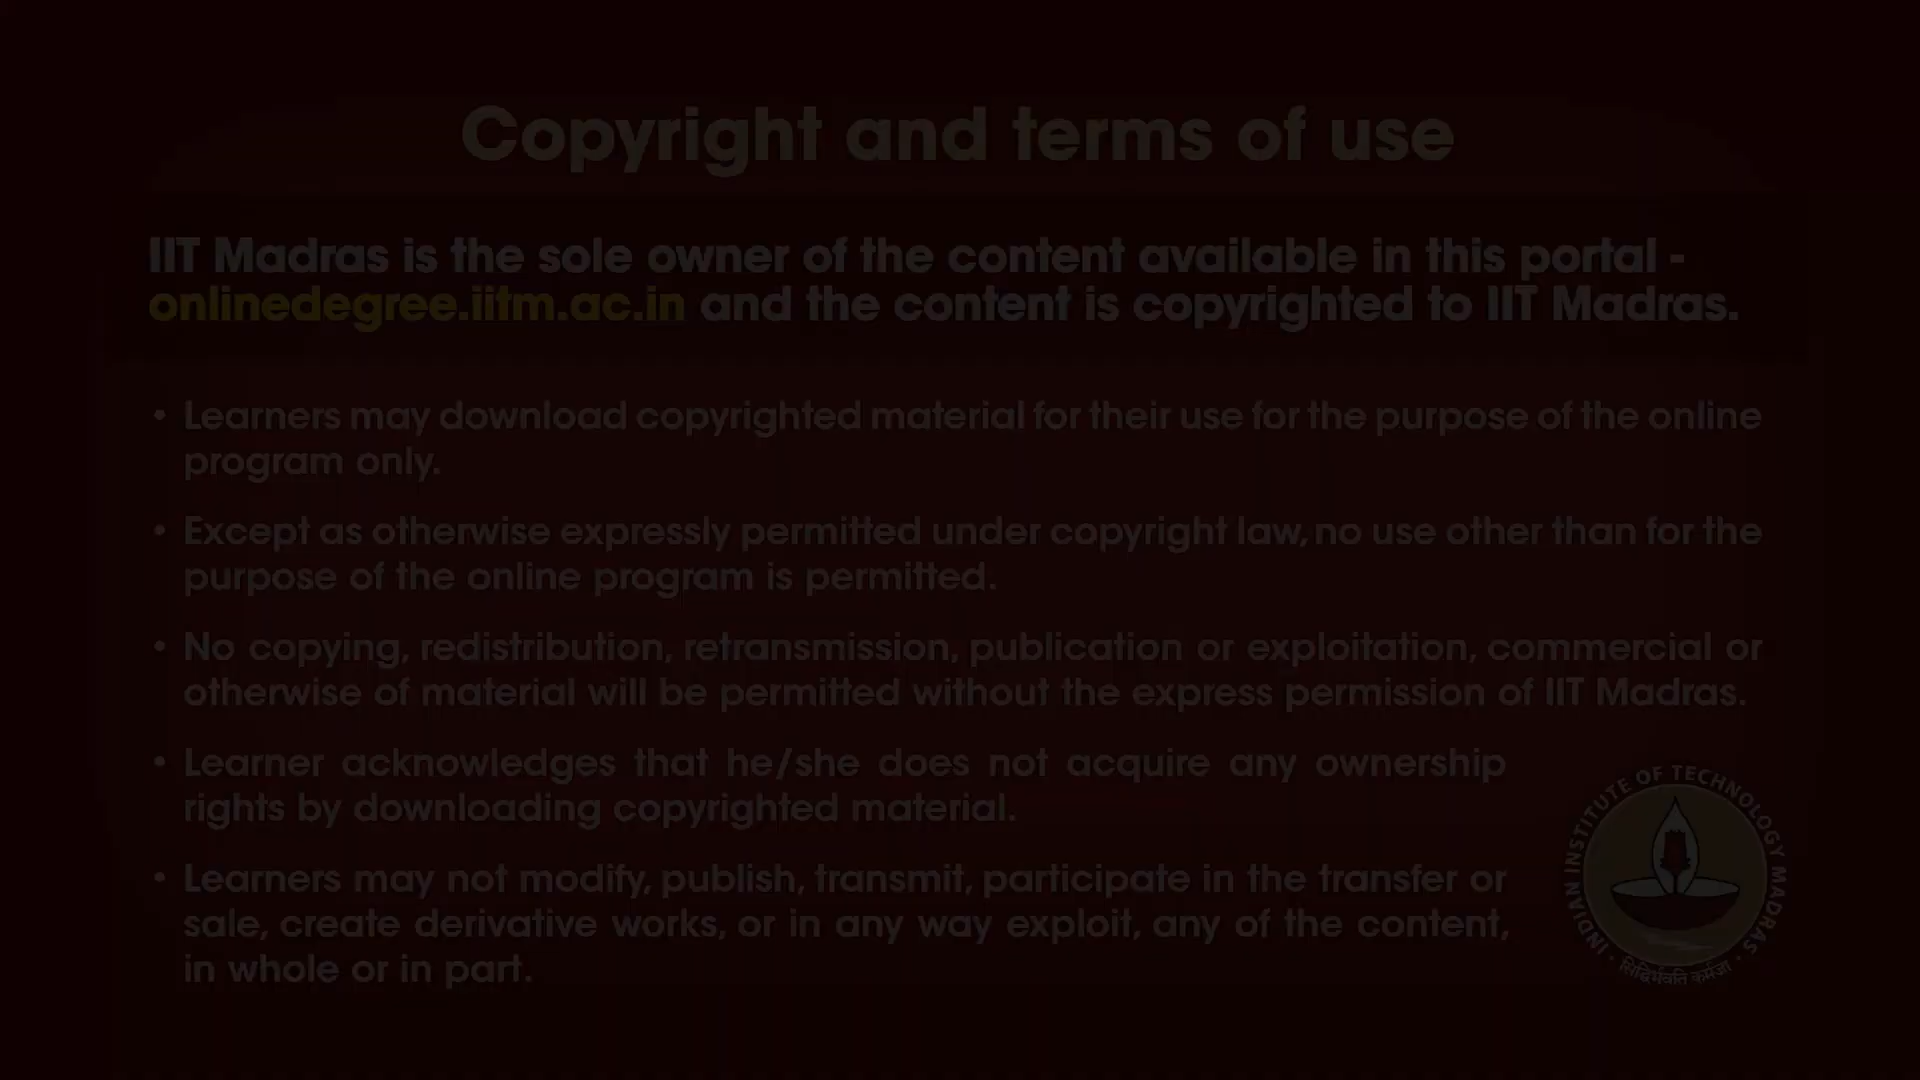 Copyright and terms of use
IIT Madras is the sole owner of the content available in this portal -
onlinedegree.iitm.ac.in and the content is copyrighted to IIT Madras.
• Learners may download copyrighted material for their use for the purpose of the online
program only.
• Except as otherwise expressly permitted under copyright law, no use other than for the
purpose of the online program is permitted.
• No copying, redistribution, retransmission, publication or exploitation, commercial or
otherwise of material will be permitted without the express permission of IIT Madras.
• Learner acknowledges that he/she does not acquire any ownership
rights by downloading copyrighted material.
• Learners may not modify, publish, transmit, participate in the transfer or
sale, create derivative works, or in any way exploit, any of the content,
in whole or in part.
INDIAN INSTITUTE OF TECHNOLOGY MADRAS
सिद्धिर्भवति कर्मजा